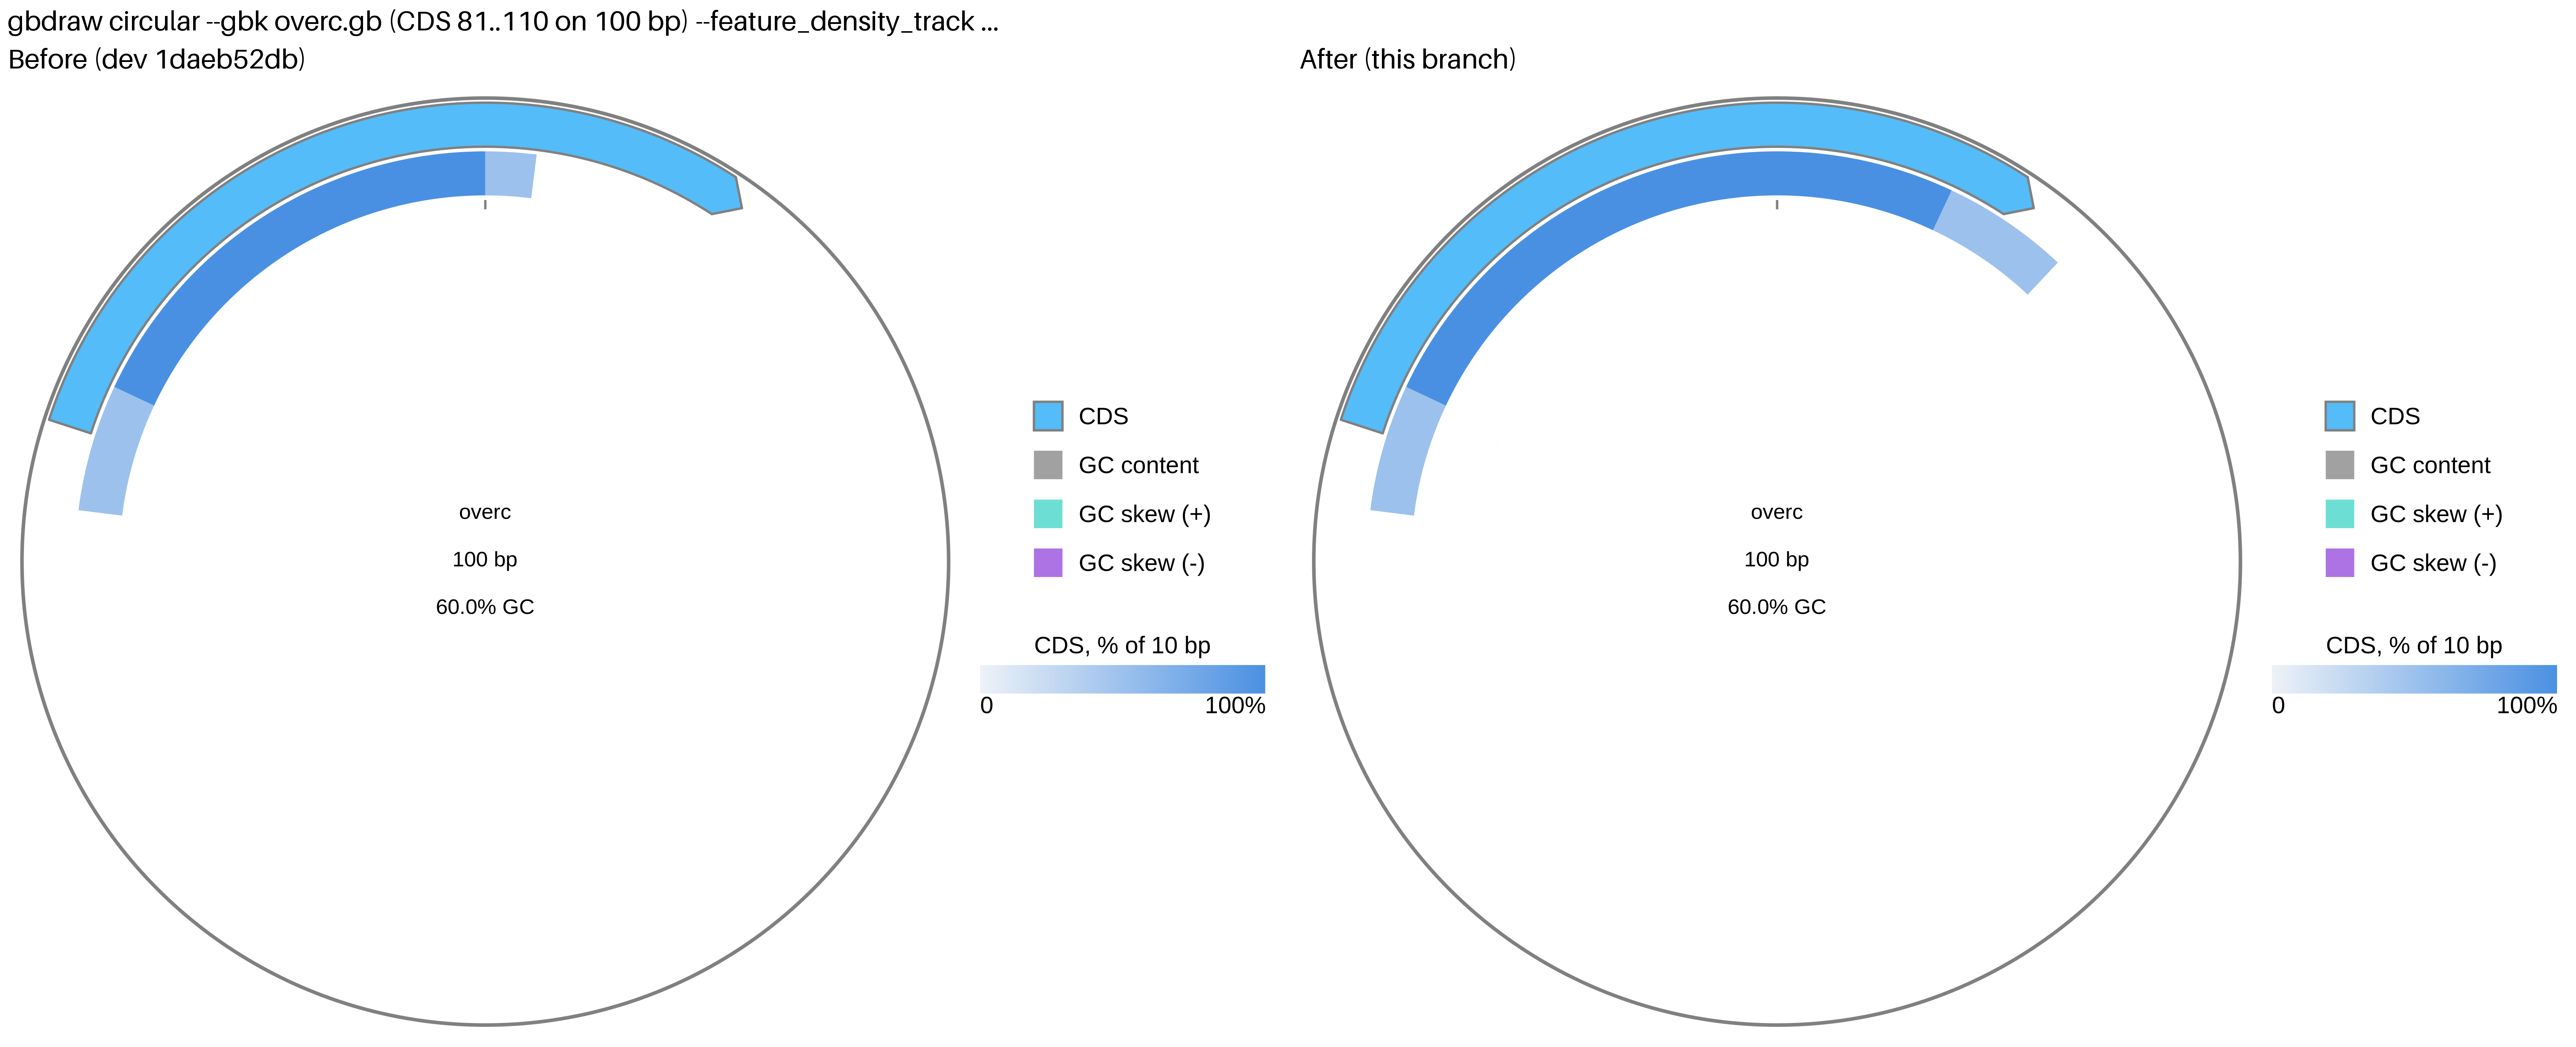 gbdraw circular --gbk overc.gb (CDS 81..110 on 100 bp) --feature_density_track ...
Before (dev 1daeb52db)
After (this branch)
overc
100 bp
60.0% GC
CDS
GC content
GC skew (+)
GC skew (-)
CDS, % of 10 bp
0
100%
overc
100 bp
60.0% GC
CDS
GC content
GC skew (+)
GC skew (-)
CDS, % of 10 bp
0
100%